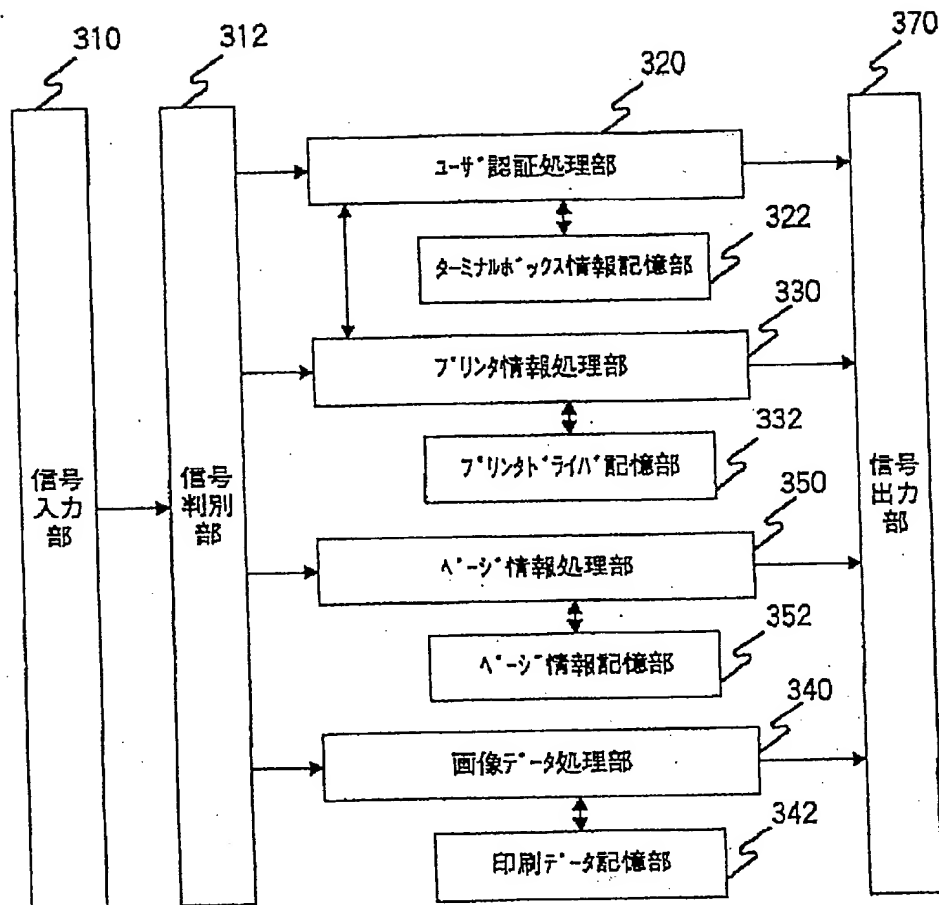 310
312
370
320
ユーザ認証処理部
322
ターミナルボックス情報記憶部
330
プリンタ情報処理部
332
プリンタドライバ記憶部
信号
入力
部
信号
判別
部
信号
出力
部
350
ページ情報処理部
352
ページ情報記憶部
340
画像データ処理部
342
印刷データ記憶部